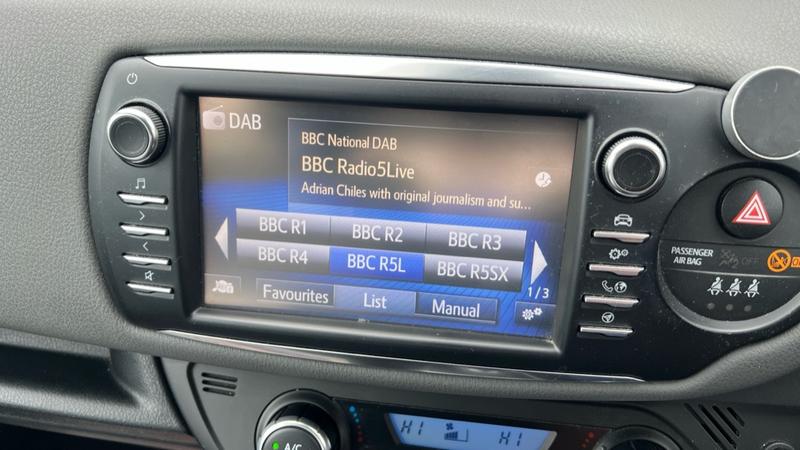 DAB
BBC National DAB
BBC Radio5Live
Adrian Chiles with original journalism and su...
BBC R1 BBC R2 BBC R3
BBC R4 BBC R5L BBC R5SX
1/3
Favourites List Manual
PASSENGER
AIR BAG
OFF
A/C
HI HI